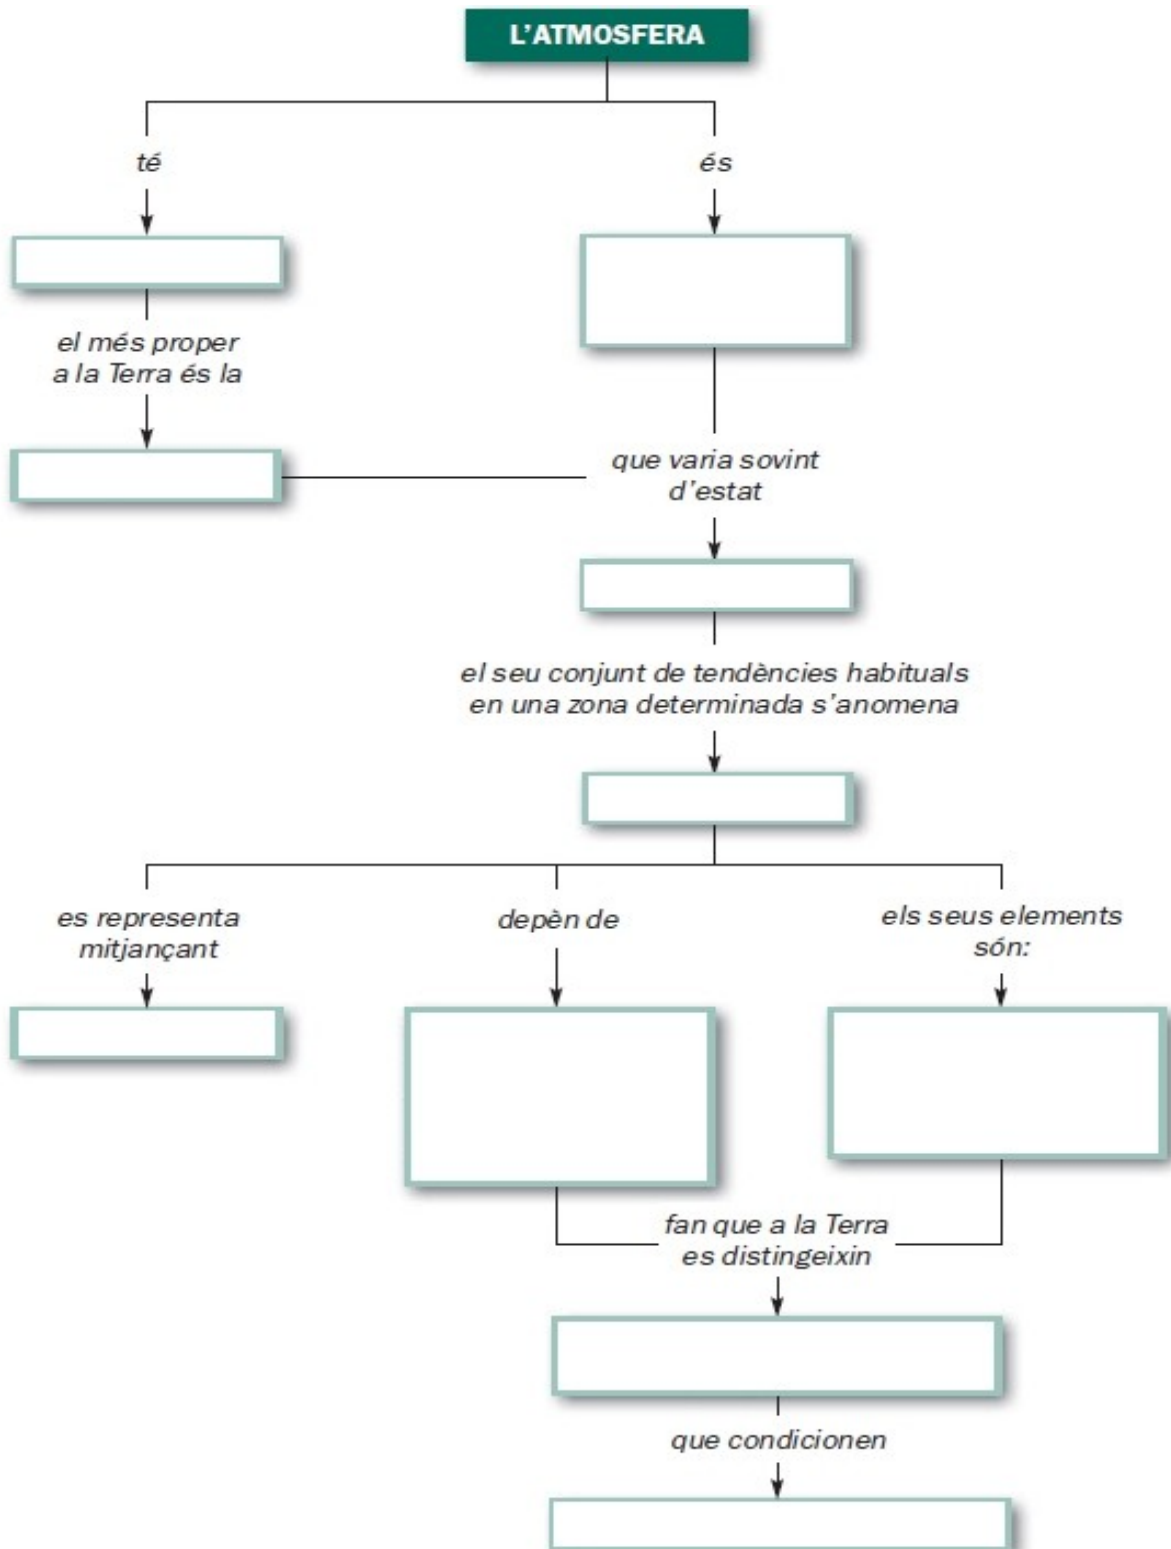 L'ATMOSFERA
té
és
el més proper
a la Terra és la
que varia sovint
d'estat
el seu conjunt de tendències habituals
en una zona determinada s'anomena
es representa
mitjançant
depèn de
els seus elements
són:
fan que a la Terra
es distingeixin
que condicionen